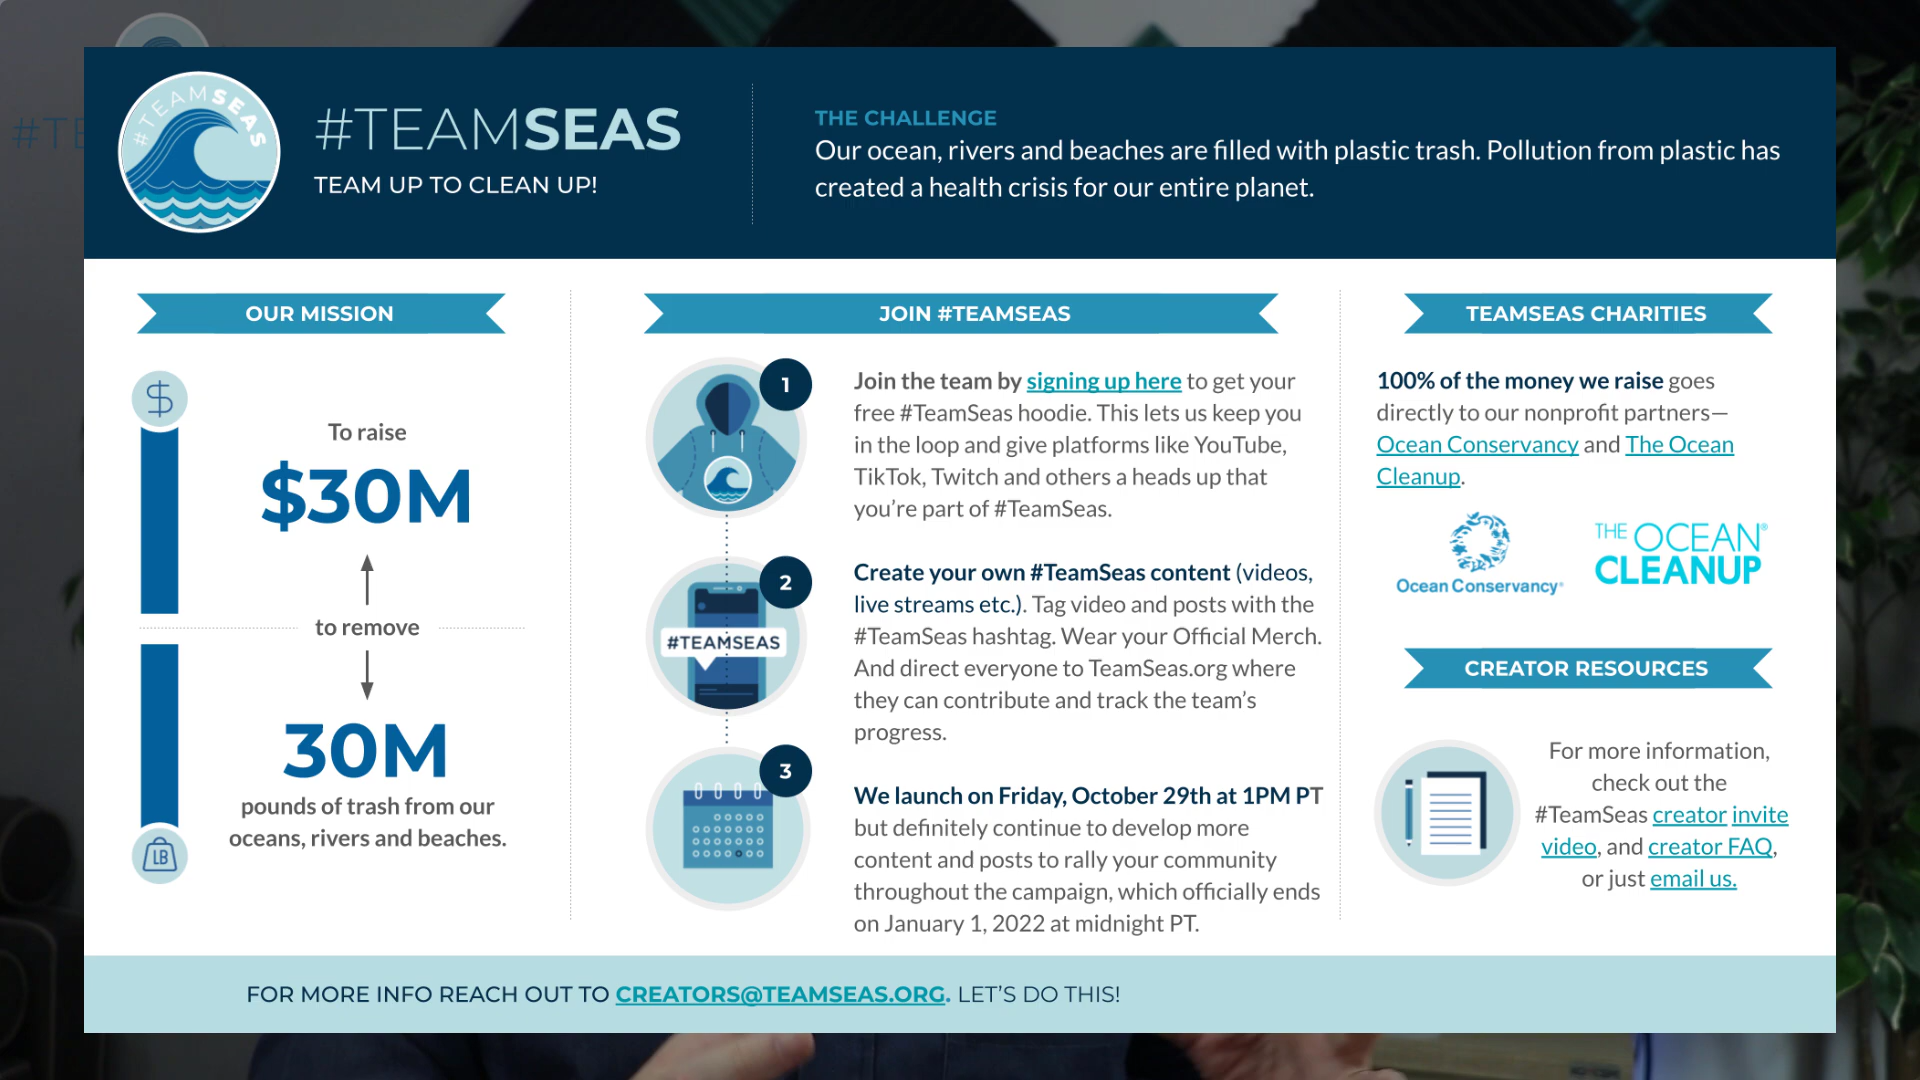 #TE
#TEAMSEAS
#TEAMSEAS
TEAM UP TO CLEAN UP!
THE CHALLENGE
Our ocean, rivers and beaches are filled with plastic trash. Pollution from plastic has
created a health crisis for our entire planet.
OUR MISSION
$
To raise
$30M
to remove
30M
pounds of trash from our
oceans, rivers and beaches.
LB
JOIN #TEAMSEAS
1
Join the team by signing up here to get your
free #TeamSeas hoodie. This lets us keep you
in the loop and give platforms like YouTube,
TikTok, Twitch and others a heads up that
you're part of #TeamSeas.
2
#TEAMSEAS
Create your own #TeamSeas content (videos,
live streams etc.). Tag video and posts with the
#TeamSeas hashtag. Wear your Official Merch.
And direct everyone to TeamSeas.org where
they can contribute and track the team's
progress.
3
We launch on Friday, October 29th at 1PM PT
but definitely continue to develop more
content and posts to rally your community
throughout the campaign, which officially ends
on January 1, 2022 at midnight PT.
TEAMSEAS CHARITIES
100% of the money we raise goes
directly to our nonprofit partners—
Ocean Conservancy and The Ocean
Cleanup.
Ocean Conservancy®
THE OCEAN®
CLEANUP
CREATOR RESOURCES
For more information,
check out the
#TeamSeas creator invite
video, and creator FAQ,
or just email us.
FOR MORE INFO REACH OUT TO CREATORS@TEAMSEAS.ORG. LET'S DO THIS!